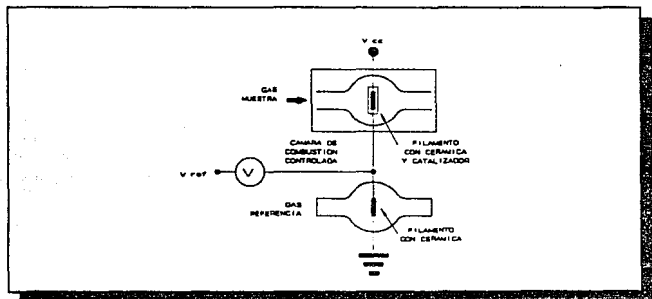 V cc
GAS
MUESTRA
CAMARA DE
COMBUSTION
CONTROLADA
FILAMENTO
CON CERAMICA
Y CATALIZADOR
V ref
V
GAS
REFERENCIA
FILAMENTO
CON CERAMICA